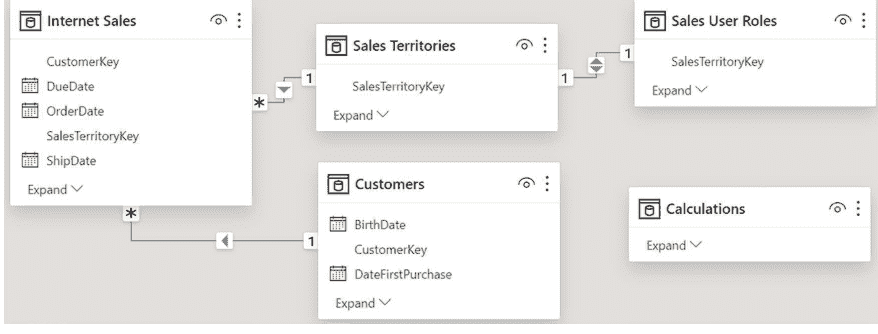 Internet Sales
CustomerKey
DueDate
OrderDate
SalesTerritoryKey
ShipDate
Expand
Sales Territories
SalesTerritoryKey
Expand
Sales User Roles
SalesTerritoryKey
Expand
Customers
BirthDate
CustomerKey
DateFirstPurchase
Expand
Calculations
Expand
*
1
1
1
*
1